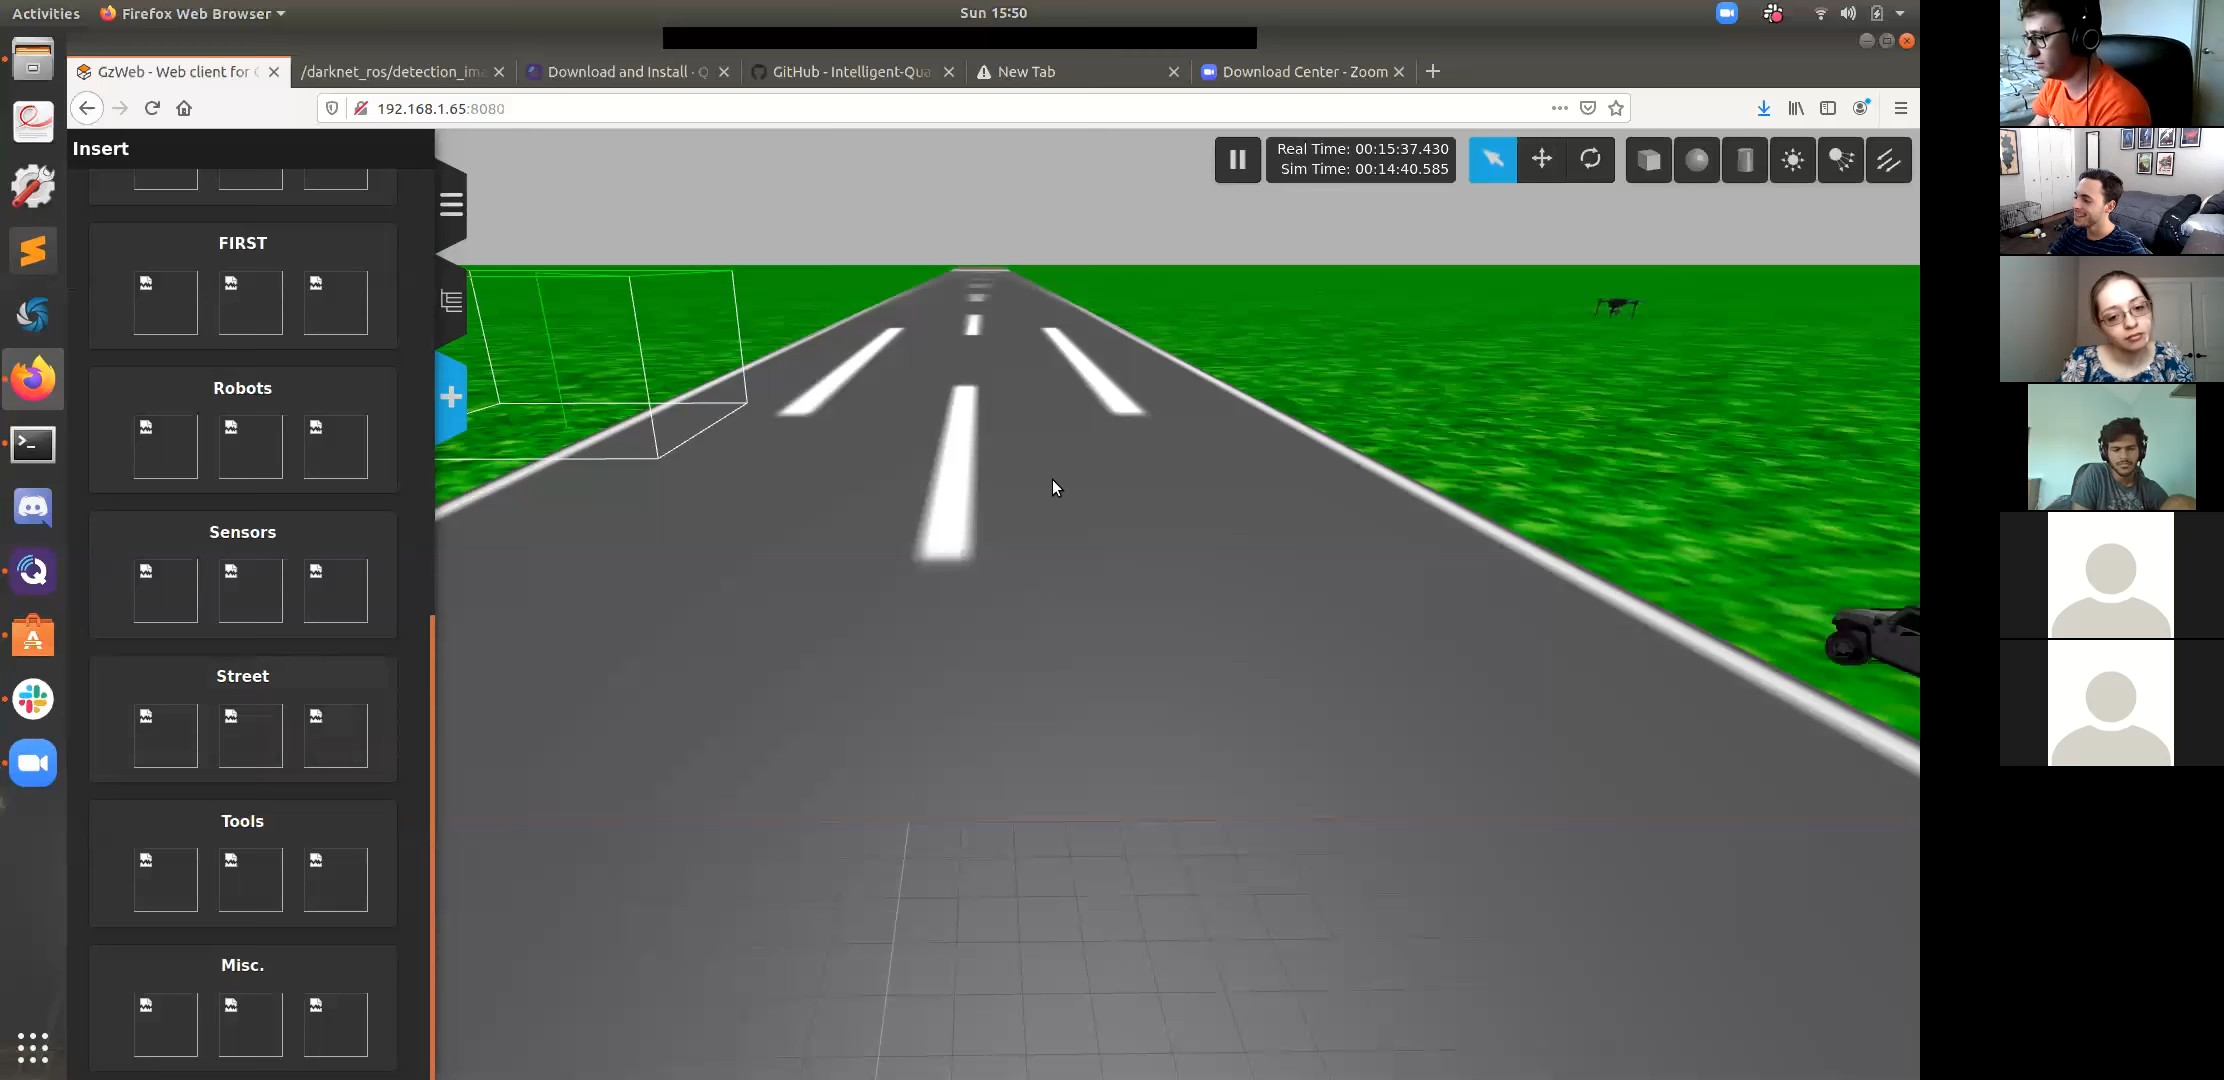 Activities
Firefox Web Browser
Sun 15:50
GzWeb - Web client for G
/darknet_ros/detection_ima
Download and Install · Q
GitHub - Intelligent-Qua
New Tab
Download Center - Zoom
192.168.1.65:8080
Insert
Real Time: 00:15:37.430
Sim Time: 00:14:40.585
FIRST
Robots
Sensors
Street
Tools
Misc.